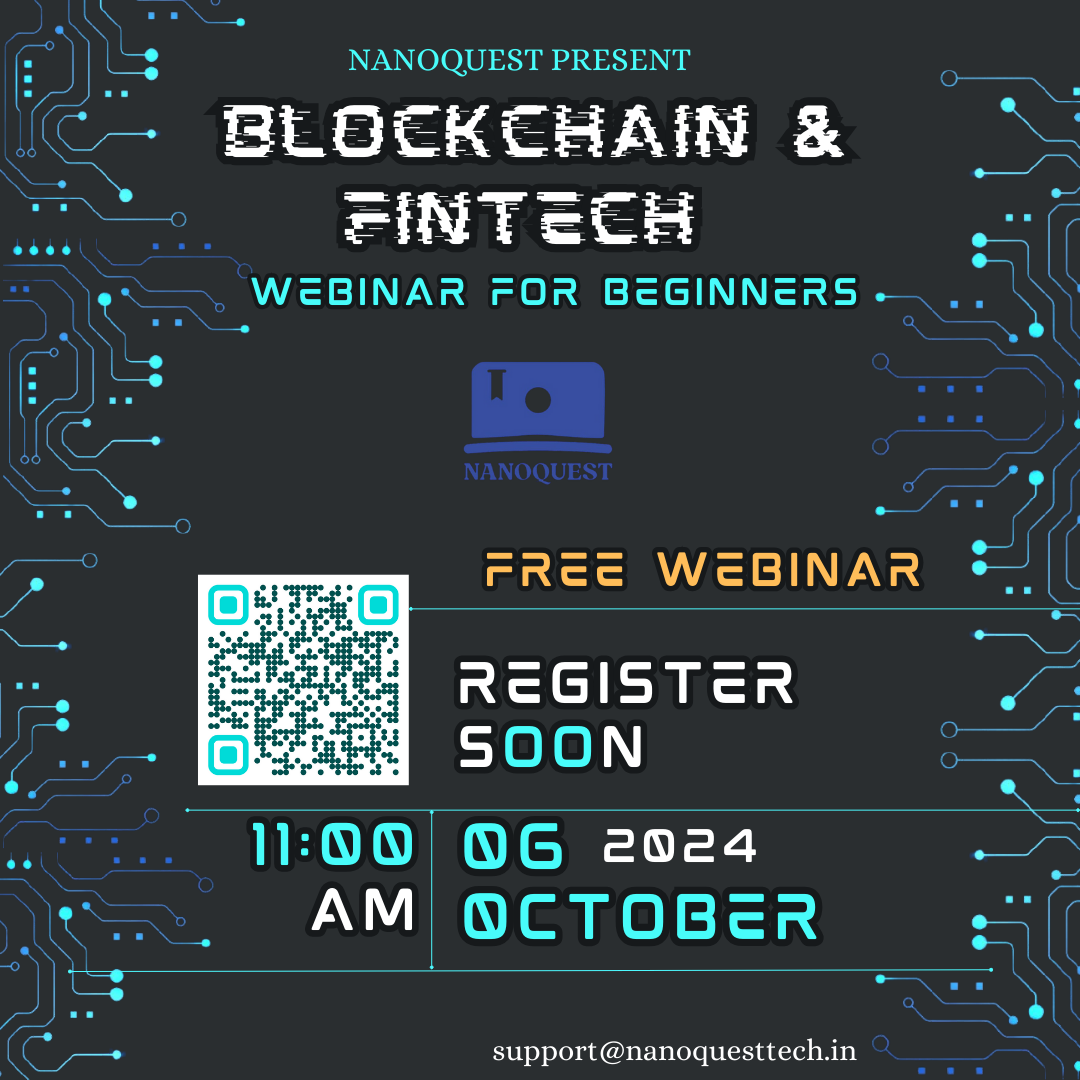 NANOQUEST PRESENT
BLOCKCHAIN &
FINTECH
WEBINAR FOR BEGINNERS
NANOQUEST
FREE WEBINAR
REGISTER
SOON
11:00
AM
06 2024
OCTOBER
support@nanoquesttech.in